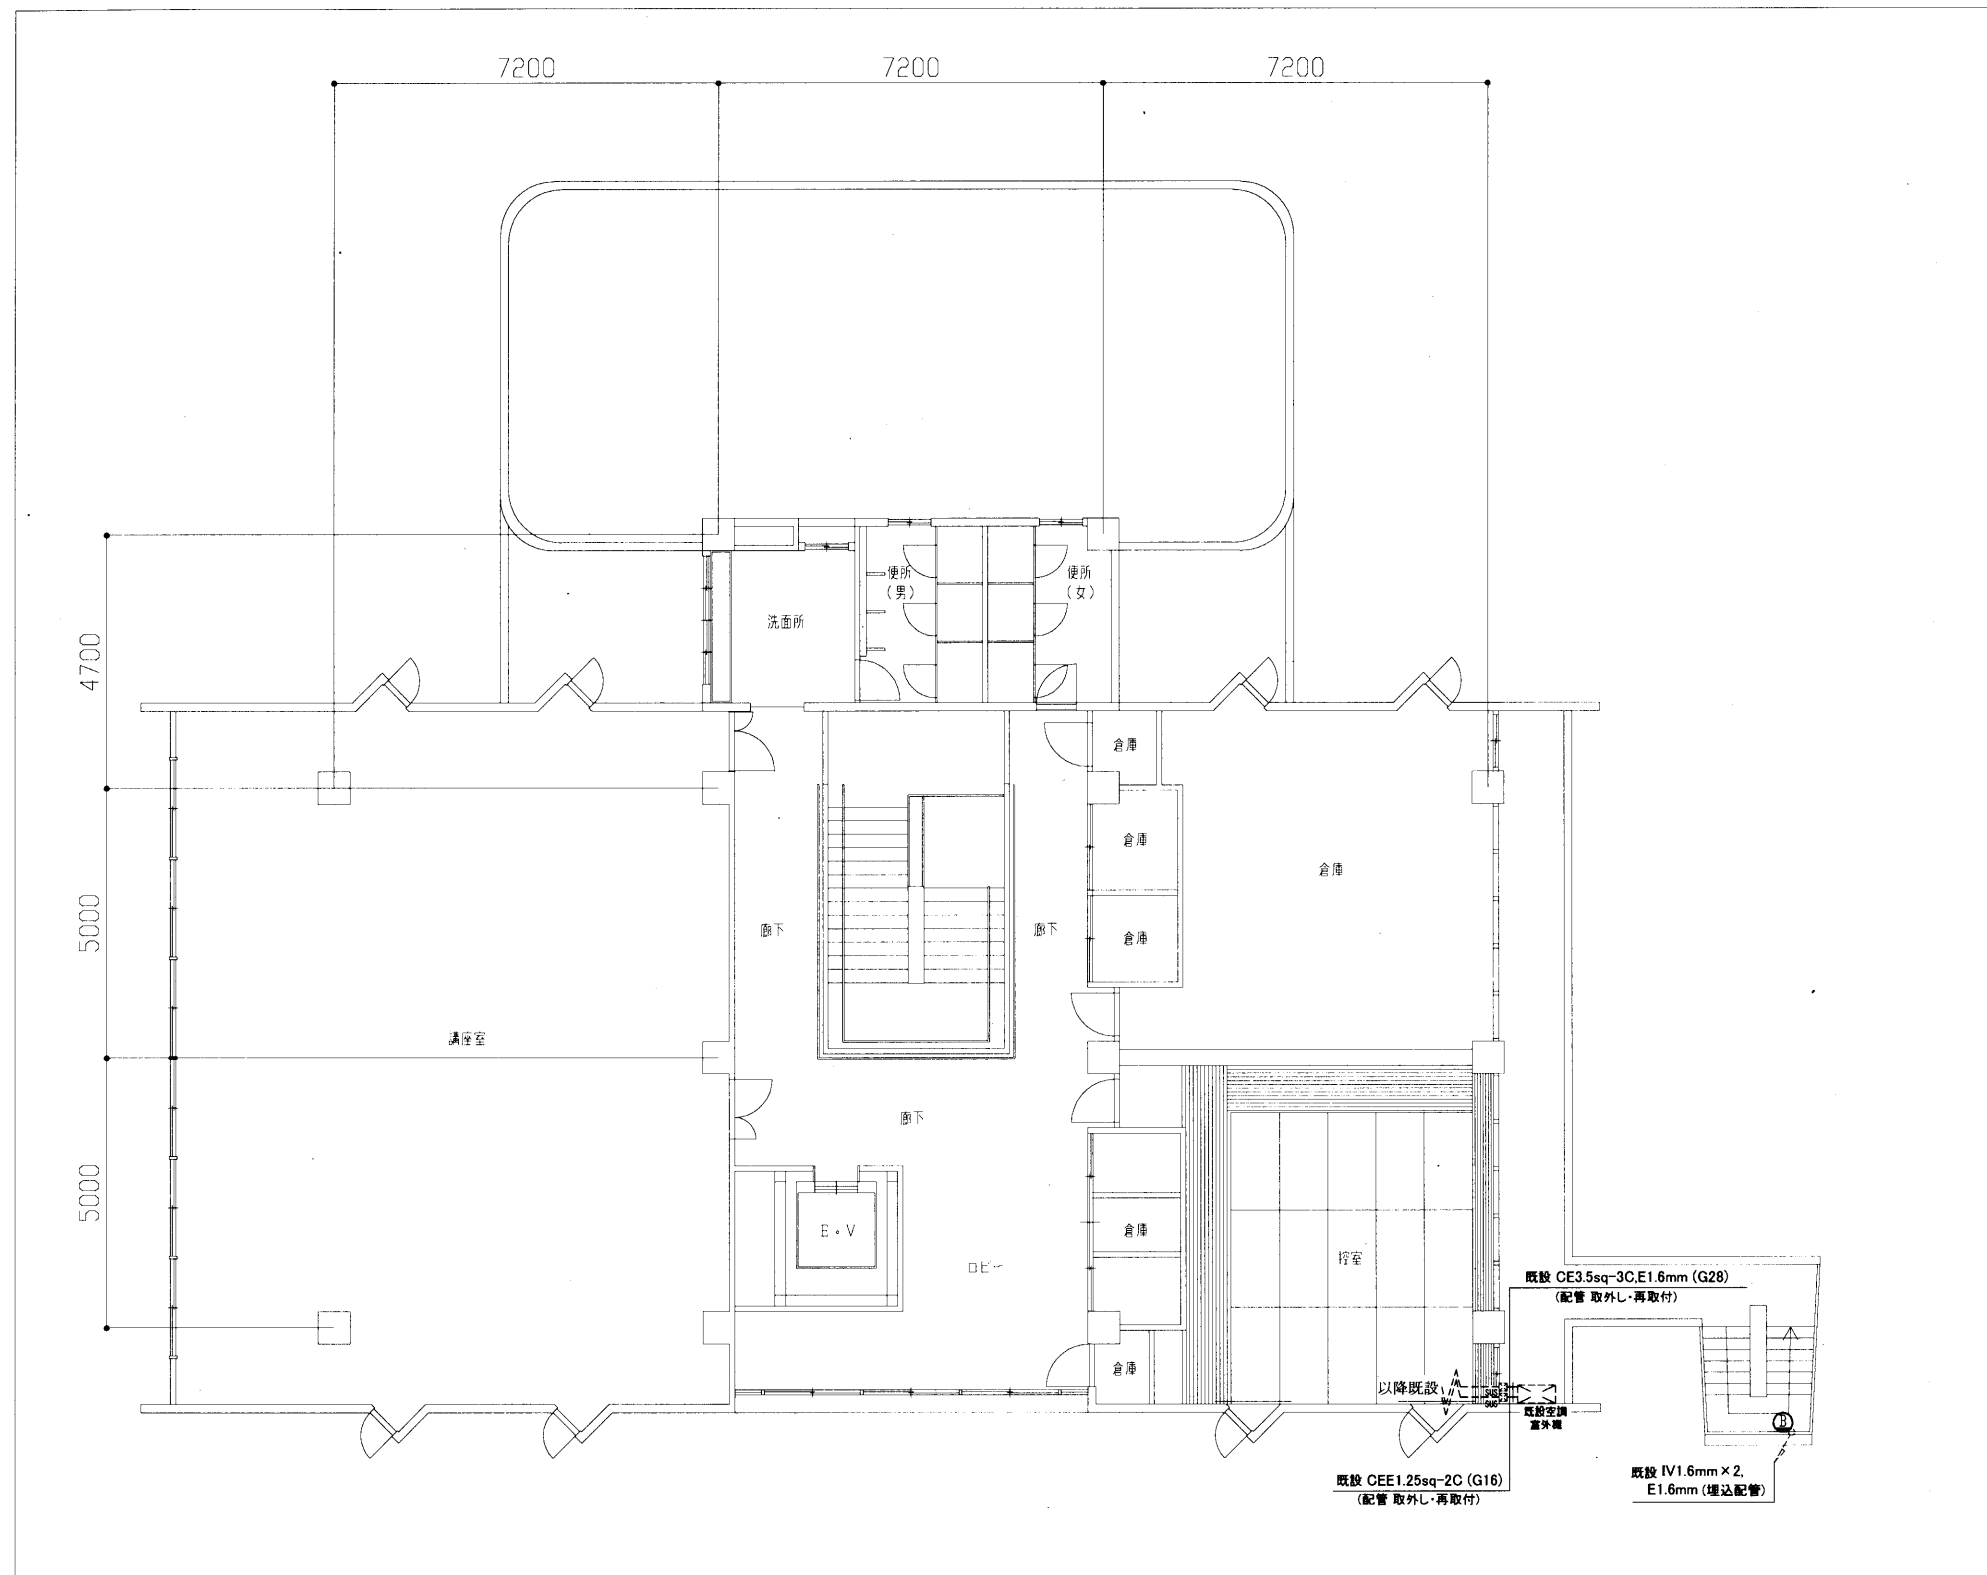 7200
7200
7200
4700
5000
5000
便所
(男)
便所
(女)
洗面所
倉庫
倉庫
倉庫
倉庫
廊下
廊下
講座室
廊下
E・V
倉庫
ロビー
控室
倉庫
既設 CE3.5sq-3C,E1.6mm (G28)
(配管 取外し・再取付)
以降既設
SUS
SUS
既設空調
室外機
既設 CEE1.25sq-2C (G16)
(配管 取外し・再取付)
B
既設 IV1.6mm×2,
E1.6mm (埋込配管)